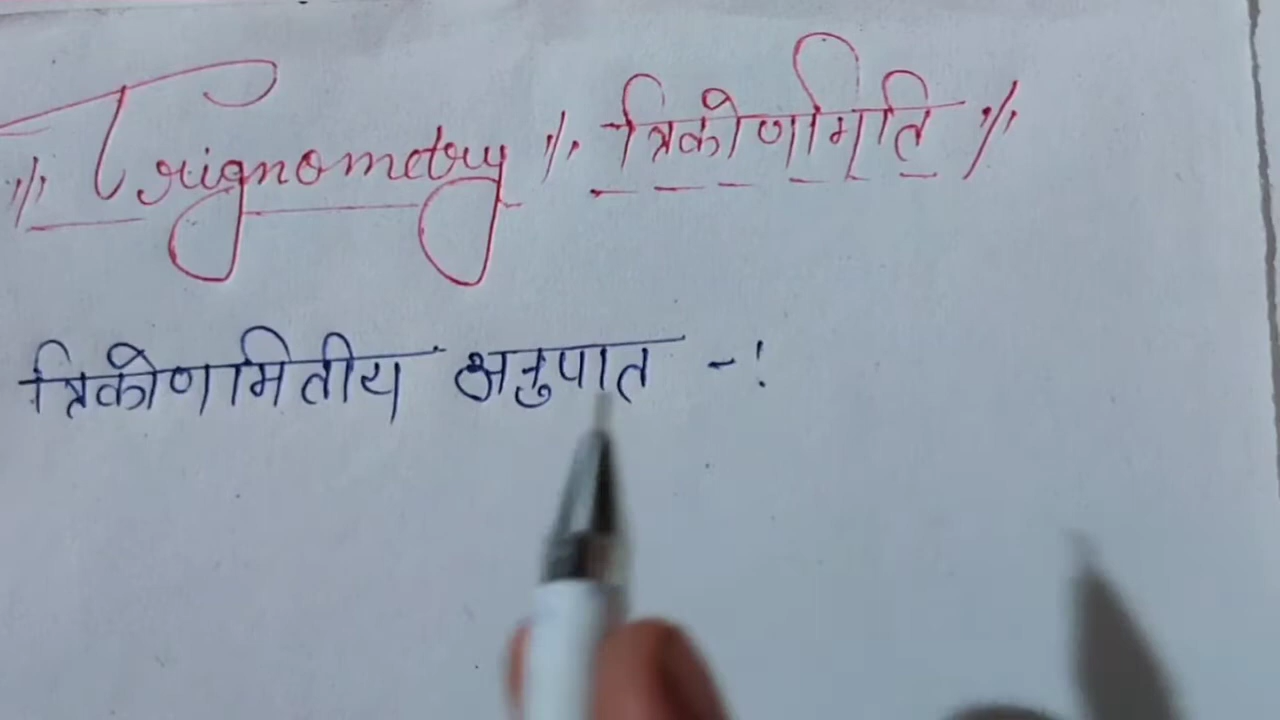 //. Trignometry //. त्रिकोणमिति //.
त्रिकोणमितीय अनुपात -!